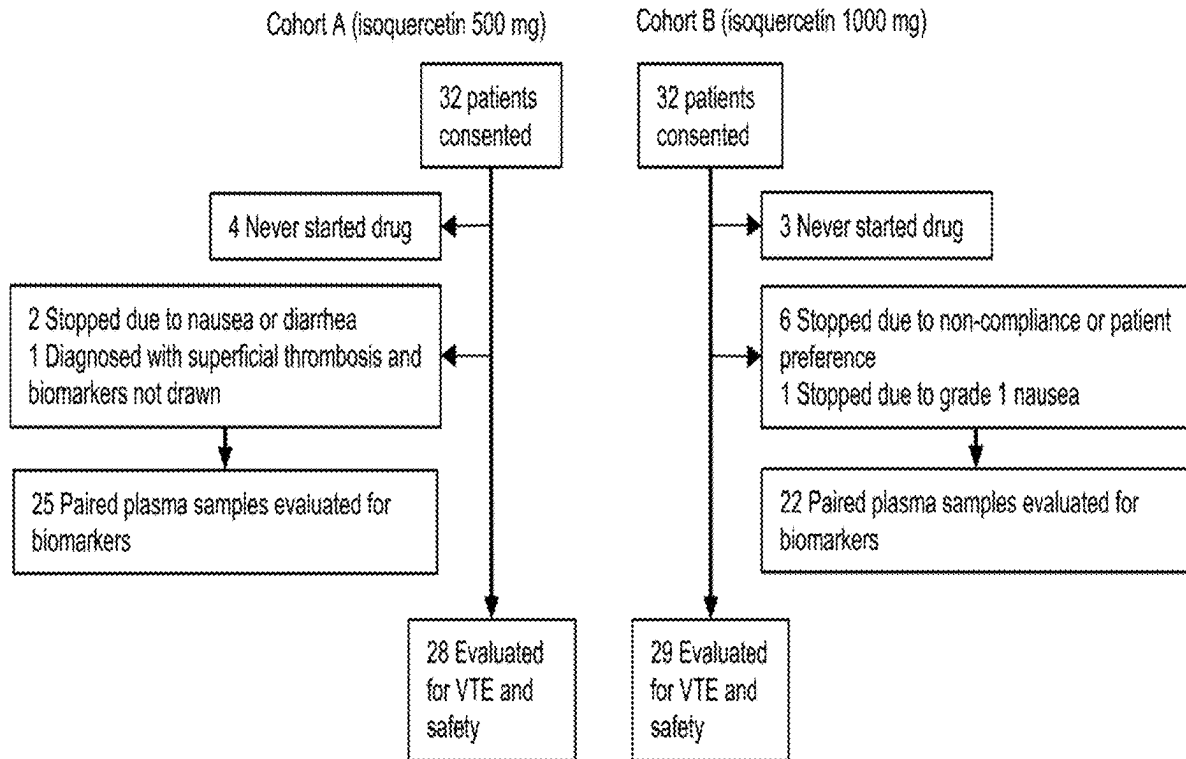 Cohort A (isoquercetin 500 mg)
Cohort B (isoquercetin 1000 mg)
32 patients
consented
32 patients
consented
4 Never started drug
3 Never started drug
2 Stopped due to nausea or diarrhea
1 Diagnosed with superficial thrombosis and
biomarkers not drawn
6 Stopped due to non-compliance or patient
preference
1 Stopped due to grade 1 nausea
25 Paired plasma samples evaluated for
biomarkers
22 Paired plasma samples evaluated for
biomarkers
28 Evaluated
for VTE and
safety
29 Evaluated
for VTE and
safety